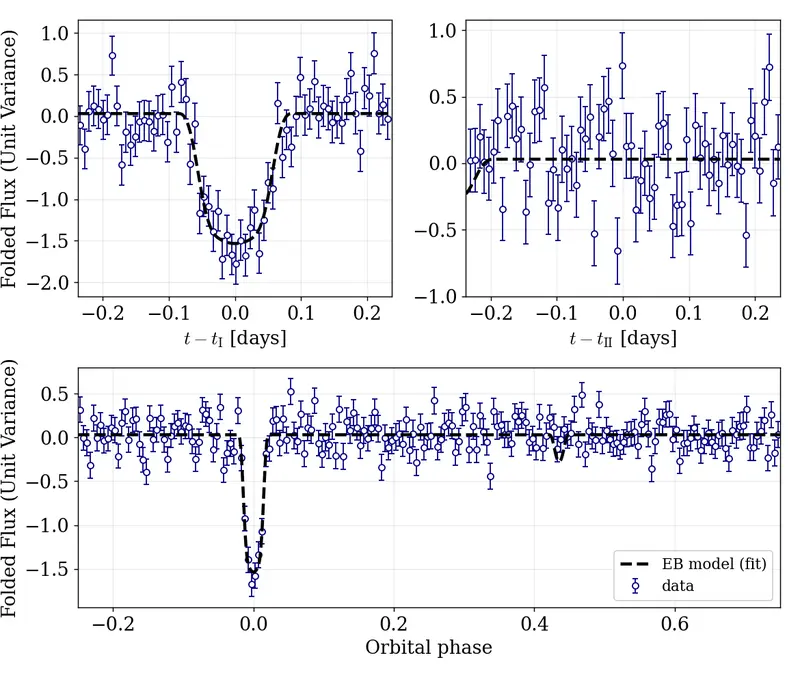 Folded Flux (Unit Variance)
1.0
0.5
0.0
−0.5
−1.0
−1.5
−2.0
−0.2 −0.1 0.0 0.1 0.2
t − tI [days]
1.0
0.5
0.0
−0.5
−1.0
−0.2 −0.1 0.0 0.1 0.2
t − tII [days]
Folded Flux (Unit Variance)
0.5
0.0
−0.5
−1.0
−1.5
−0.2 0.0 0.2 0.4 0.6
Orbital phase
EB model (fit)
data